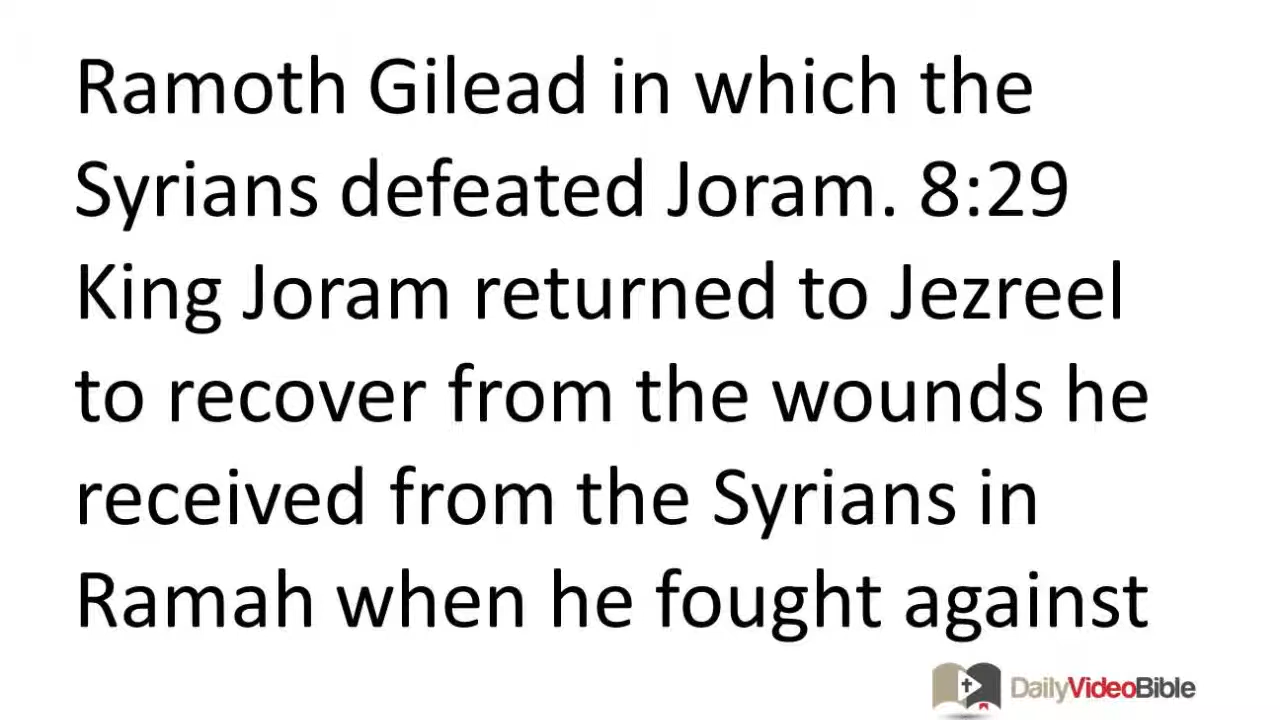 Ramoth Gilead in which the
Syrians defeated Joram. 8:29
King Joram returned to Jezreel
to recover from the wounds he
received from the Syrians in
Ramah when he fought against
DailyVideoBible